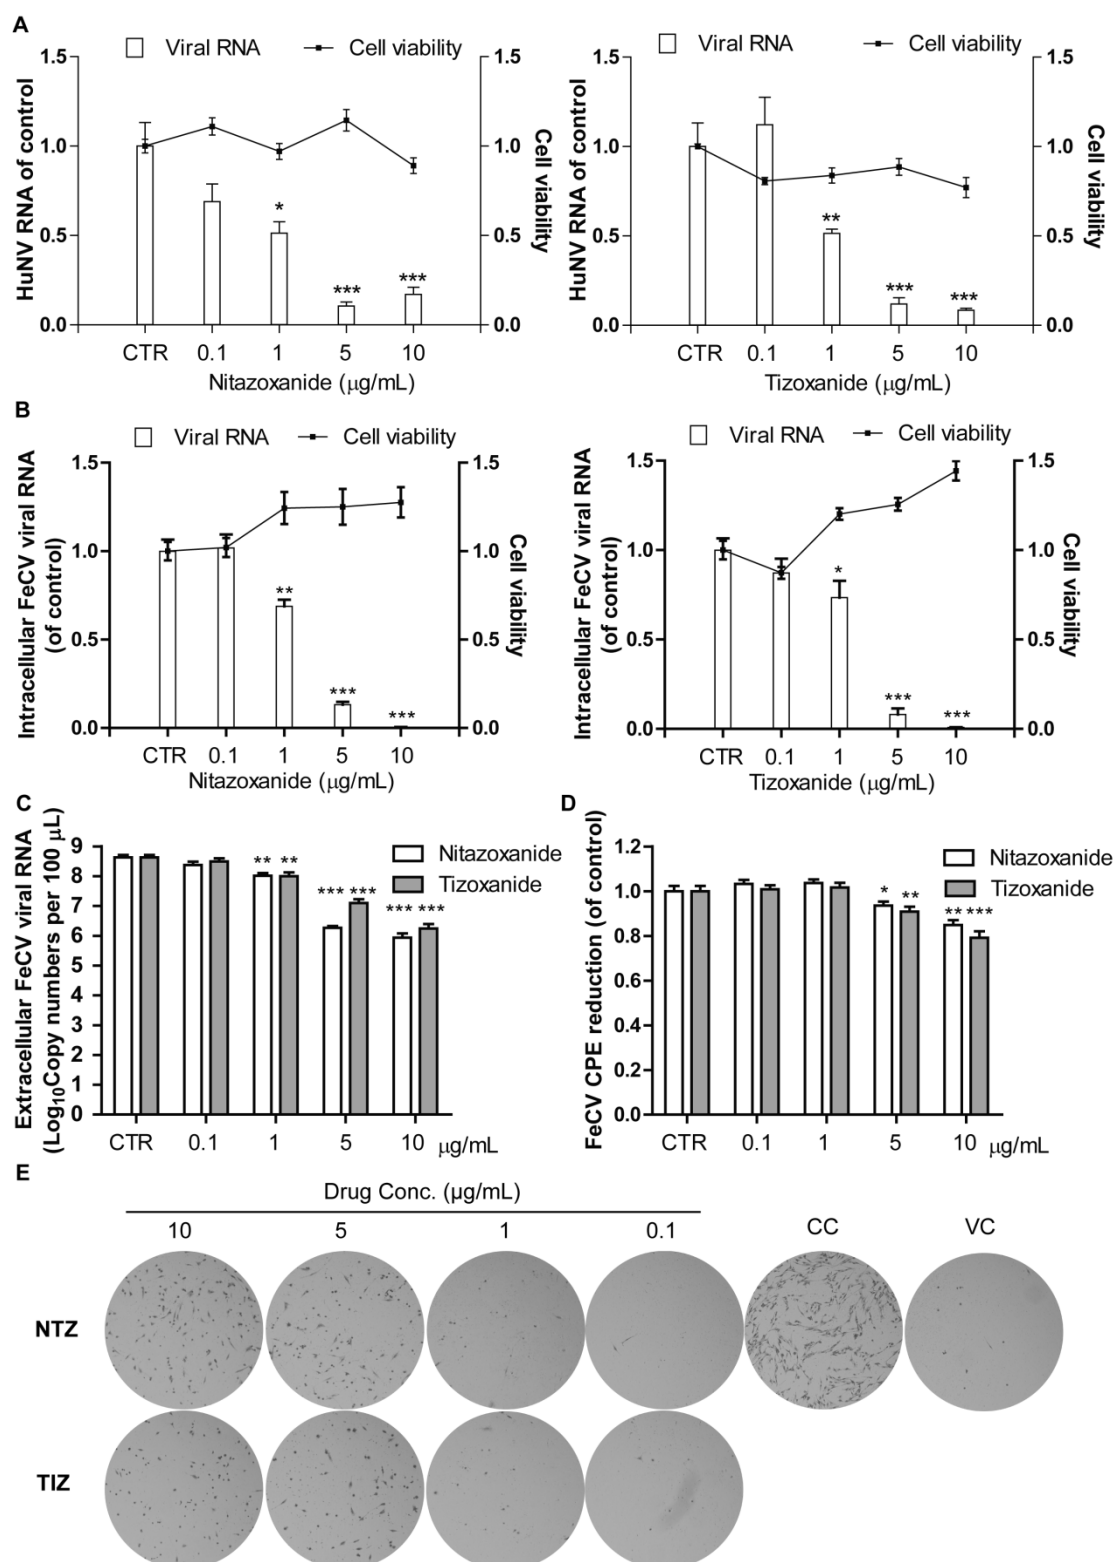 A
Viral RNA Cell viability
HuNV RNA of control
1.5
1.0
0.5
0.0
*
***
***
1.5
1.0
0.5
0.0
Cell viability
CTR 0.1 1 5 10
Nitazoxanide (µg/mL)
Viral RNA Cell viability
HuNV RNA of control
1.5
1.0
0.5
0.0
**
***
***
1.5
1.0
0.5
0.0
Cell viability
CTR 0.1 1 5 10
Tizoxanide (µg/mL)
B
Viral RNA Cell viability
Intracellular FeCV viral RNA
(of control)
1.5
1.0
0.5
0.0
**
***
***
1.5
1.0
0.5
0.0
Cell viability
CTR 0.1 1 5 10
Nitazoxanide (µg/mL)
Viral RNA Cell viability
Intracellular FeCV viral RNA
(of control)
1.5
1.0
0.5
0.0
*
***
***
1.5
1.0
0.5
0.0
Cell viability
CTR 0.1 1 5 10
Tizoxanide (µg/mL)
C
Extracellular FeCV viral RNA
(Log₁₀Copy numbers per 100 µL)
9
8
7
6
5
4
3
2
1
0
Nitazoxanide
Tizoxanide
** **
*** ***
*** ***
CTR 0.1 1 5 10 µg/mL
D
FeCV CPE reduction (of control)
1.2
1.0
0.8
0.6
0.4
0.2
0.0
Nitazoxanide
Tizoxanide
* **
** ***
CTR 0.1 1 5 10 µg/mL
E
Drug Conc. (µg/mL)
10 5 1 0.1 CC VC
NTZ
TIZ